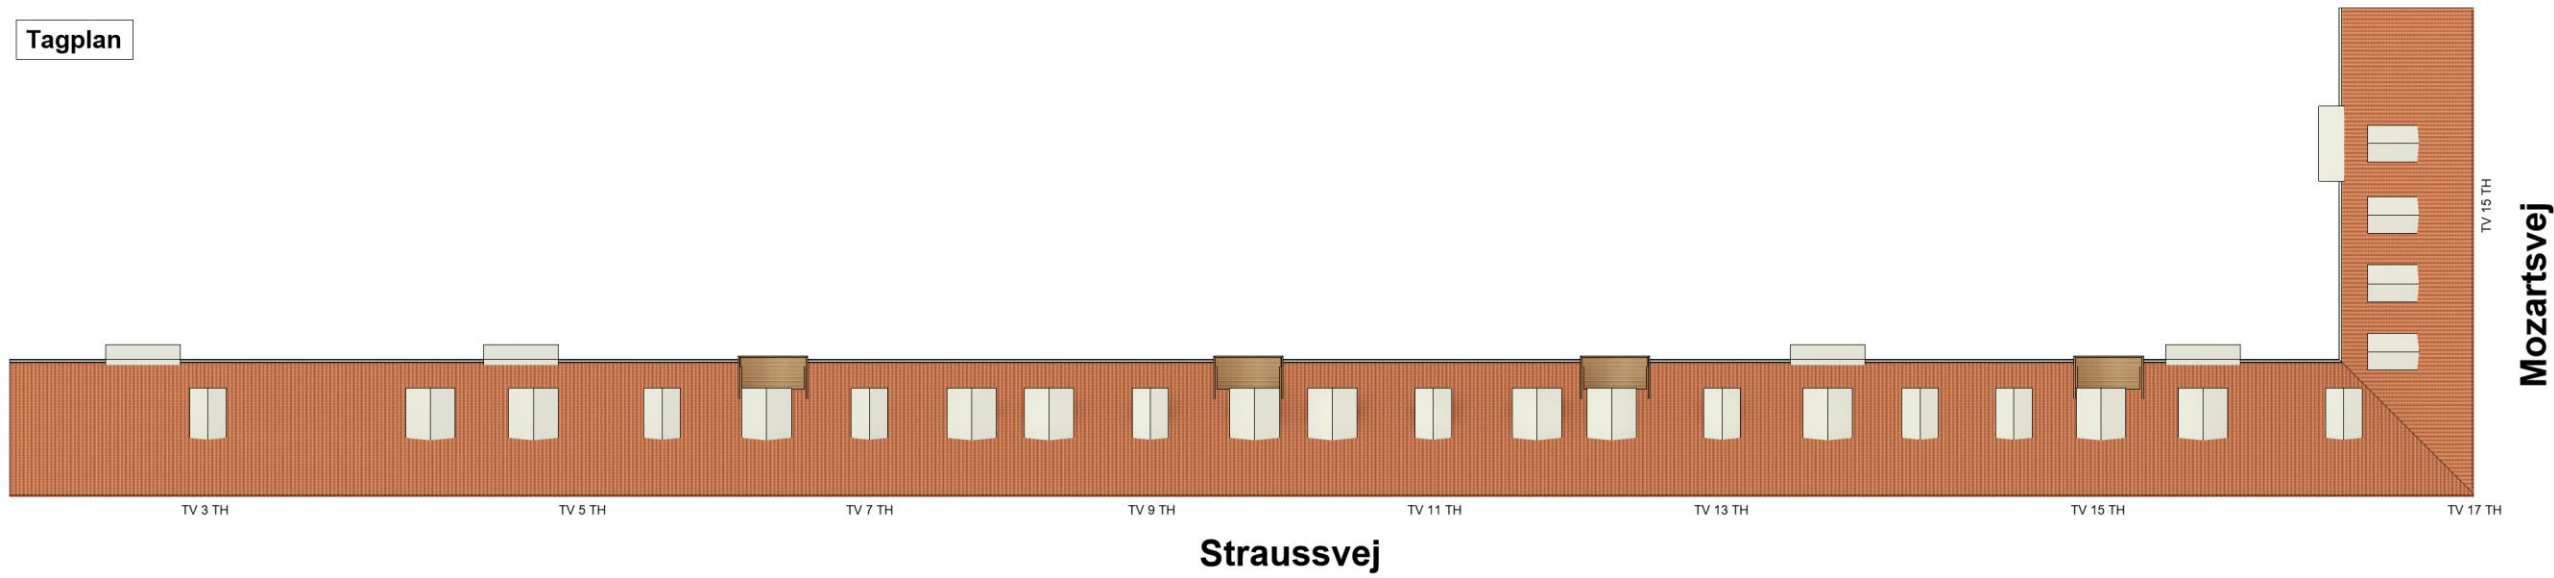 Tagplan
TV 15 TH
Mozartsvej
TV 3 TH
TV 5 TH
TV 7 TH
TV 9 TH
TV 11 TH
TV 13 TH
TV 15 TH
TV 17 TH
Straussvej